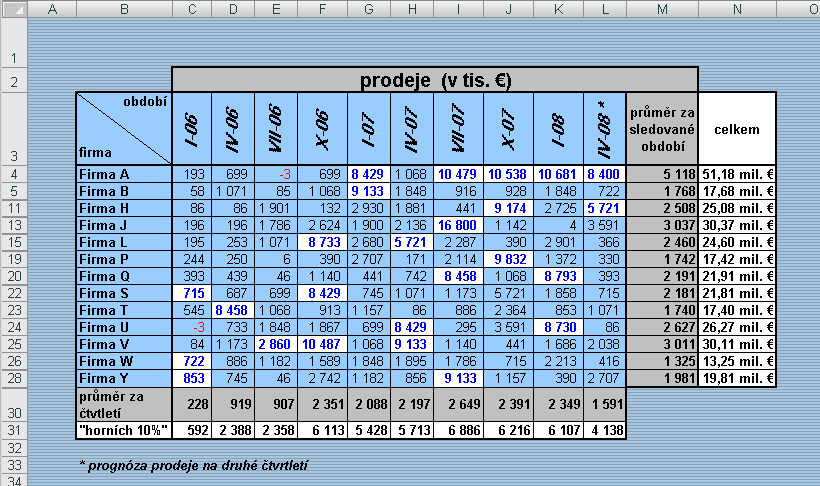 A B C D E F G H I J K L M N O
1
2 prodeje (v tis. €)
3 období firma I-06 IV-06 VII-06 X-06 I-07 IV-07 VII-07 X-07 I-08 IV-08 * průměr za sledované období celkem
4 Firma A 193 699 -3 699 8 429 1 068 10 479 10 538 10 681 8 400 5 118 51,18 mil. €
5 Firma B 58 1 071 85 1 068 9 133 1 848 916 928 1 848 722 1 768 17,68 mil. €
11 Firma H 86 86 1 901 132 2 930 1 881 441 9 174 2 725 5 721 2 508 25,08 mil. €
13 Firma J 196 196 1 786 2 624 1 900 2 136 16 800 1 142 4 3 591 3 037 30,37 mil. €
15 Firma L 195 253 1 071 8 733 2 680 5 721 2 287 390 2 901 366 2 460 24,60 mil. €
19 Firma P 244 250 6 390 2 707 171 2 114 9 832 1 372 330 1 742 17,42 mil. €
20 Firma Q 393 439 46 1 140 441 742 8 458 1 068 8 793 393 2 191 21,91 mil. €
22 Firma S 715 687 699 8 429 745 1 071 1 173 5 721 1 858 715 2 181 21,81 mil. €
23 Firma T 545 8 458 1 068 913 1 157 86 886 2 364 853 1 071 1 740 17,40 mil. €
24 Firma U -3 733 1 848 1 867 699 8 429 295 3 591 8 730 86 2 627 26,27 mil. €
25 Firma V 84 1 173 2 860 10 487 1 068 9 133 1 140 441 1 686 2 038 3 011 30,11 mil. €
26 Firma W 722 886 1 182 1 589 1 848 1 895 1 786 715 2 213 416 1 325 13,25 mil. €
28 Firma Y 853 745 46 2 742 1 182 856 9 133 1 157 390 2 707 1 981 19,81 mil. €
30 průměr za čtvtletí 228 919 907 2 351 2 088 2 197 2 649 2 391 2 349 1 591
31 "horních 10%" 592 2 388 2 358 6 113 5 428 5 713 6 886 6 216 6 107 4 138
32
33 * prognóza prodeje na druhé čtvrtletí
34